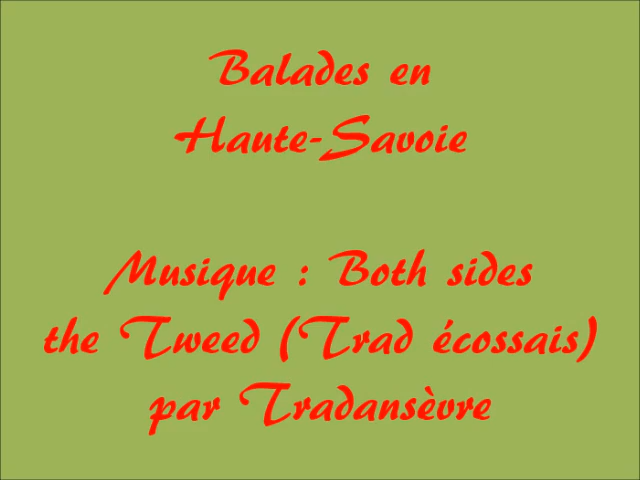 Balades en
Haute-Savoie
Musique : Both sides
the Tweed (Trad écossais)
par Tradansèvre